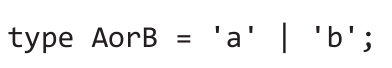 type AorB = 'a' | 'b';